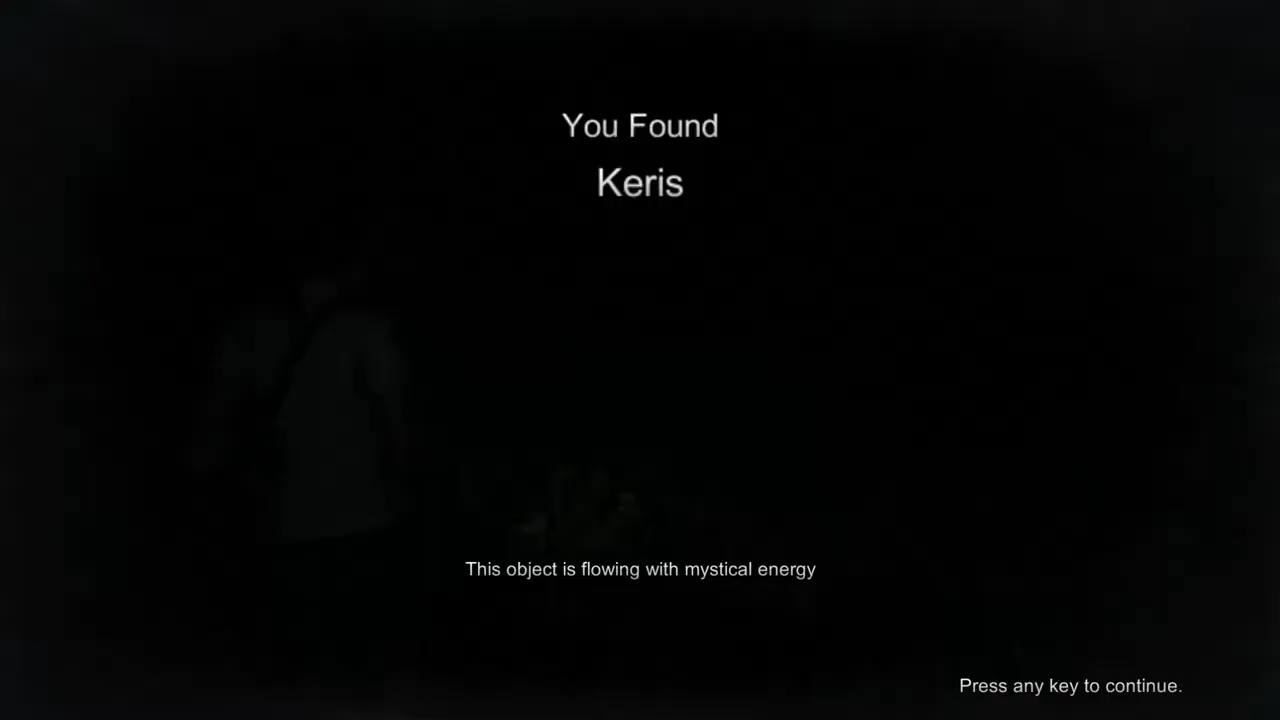 You Found
Keris
This object is flowing with mystical energy
Press any key to continue.